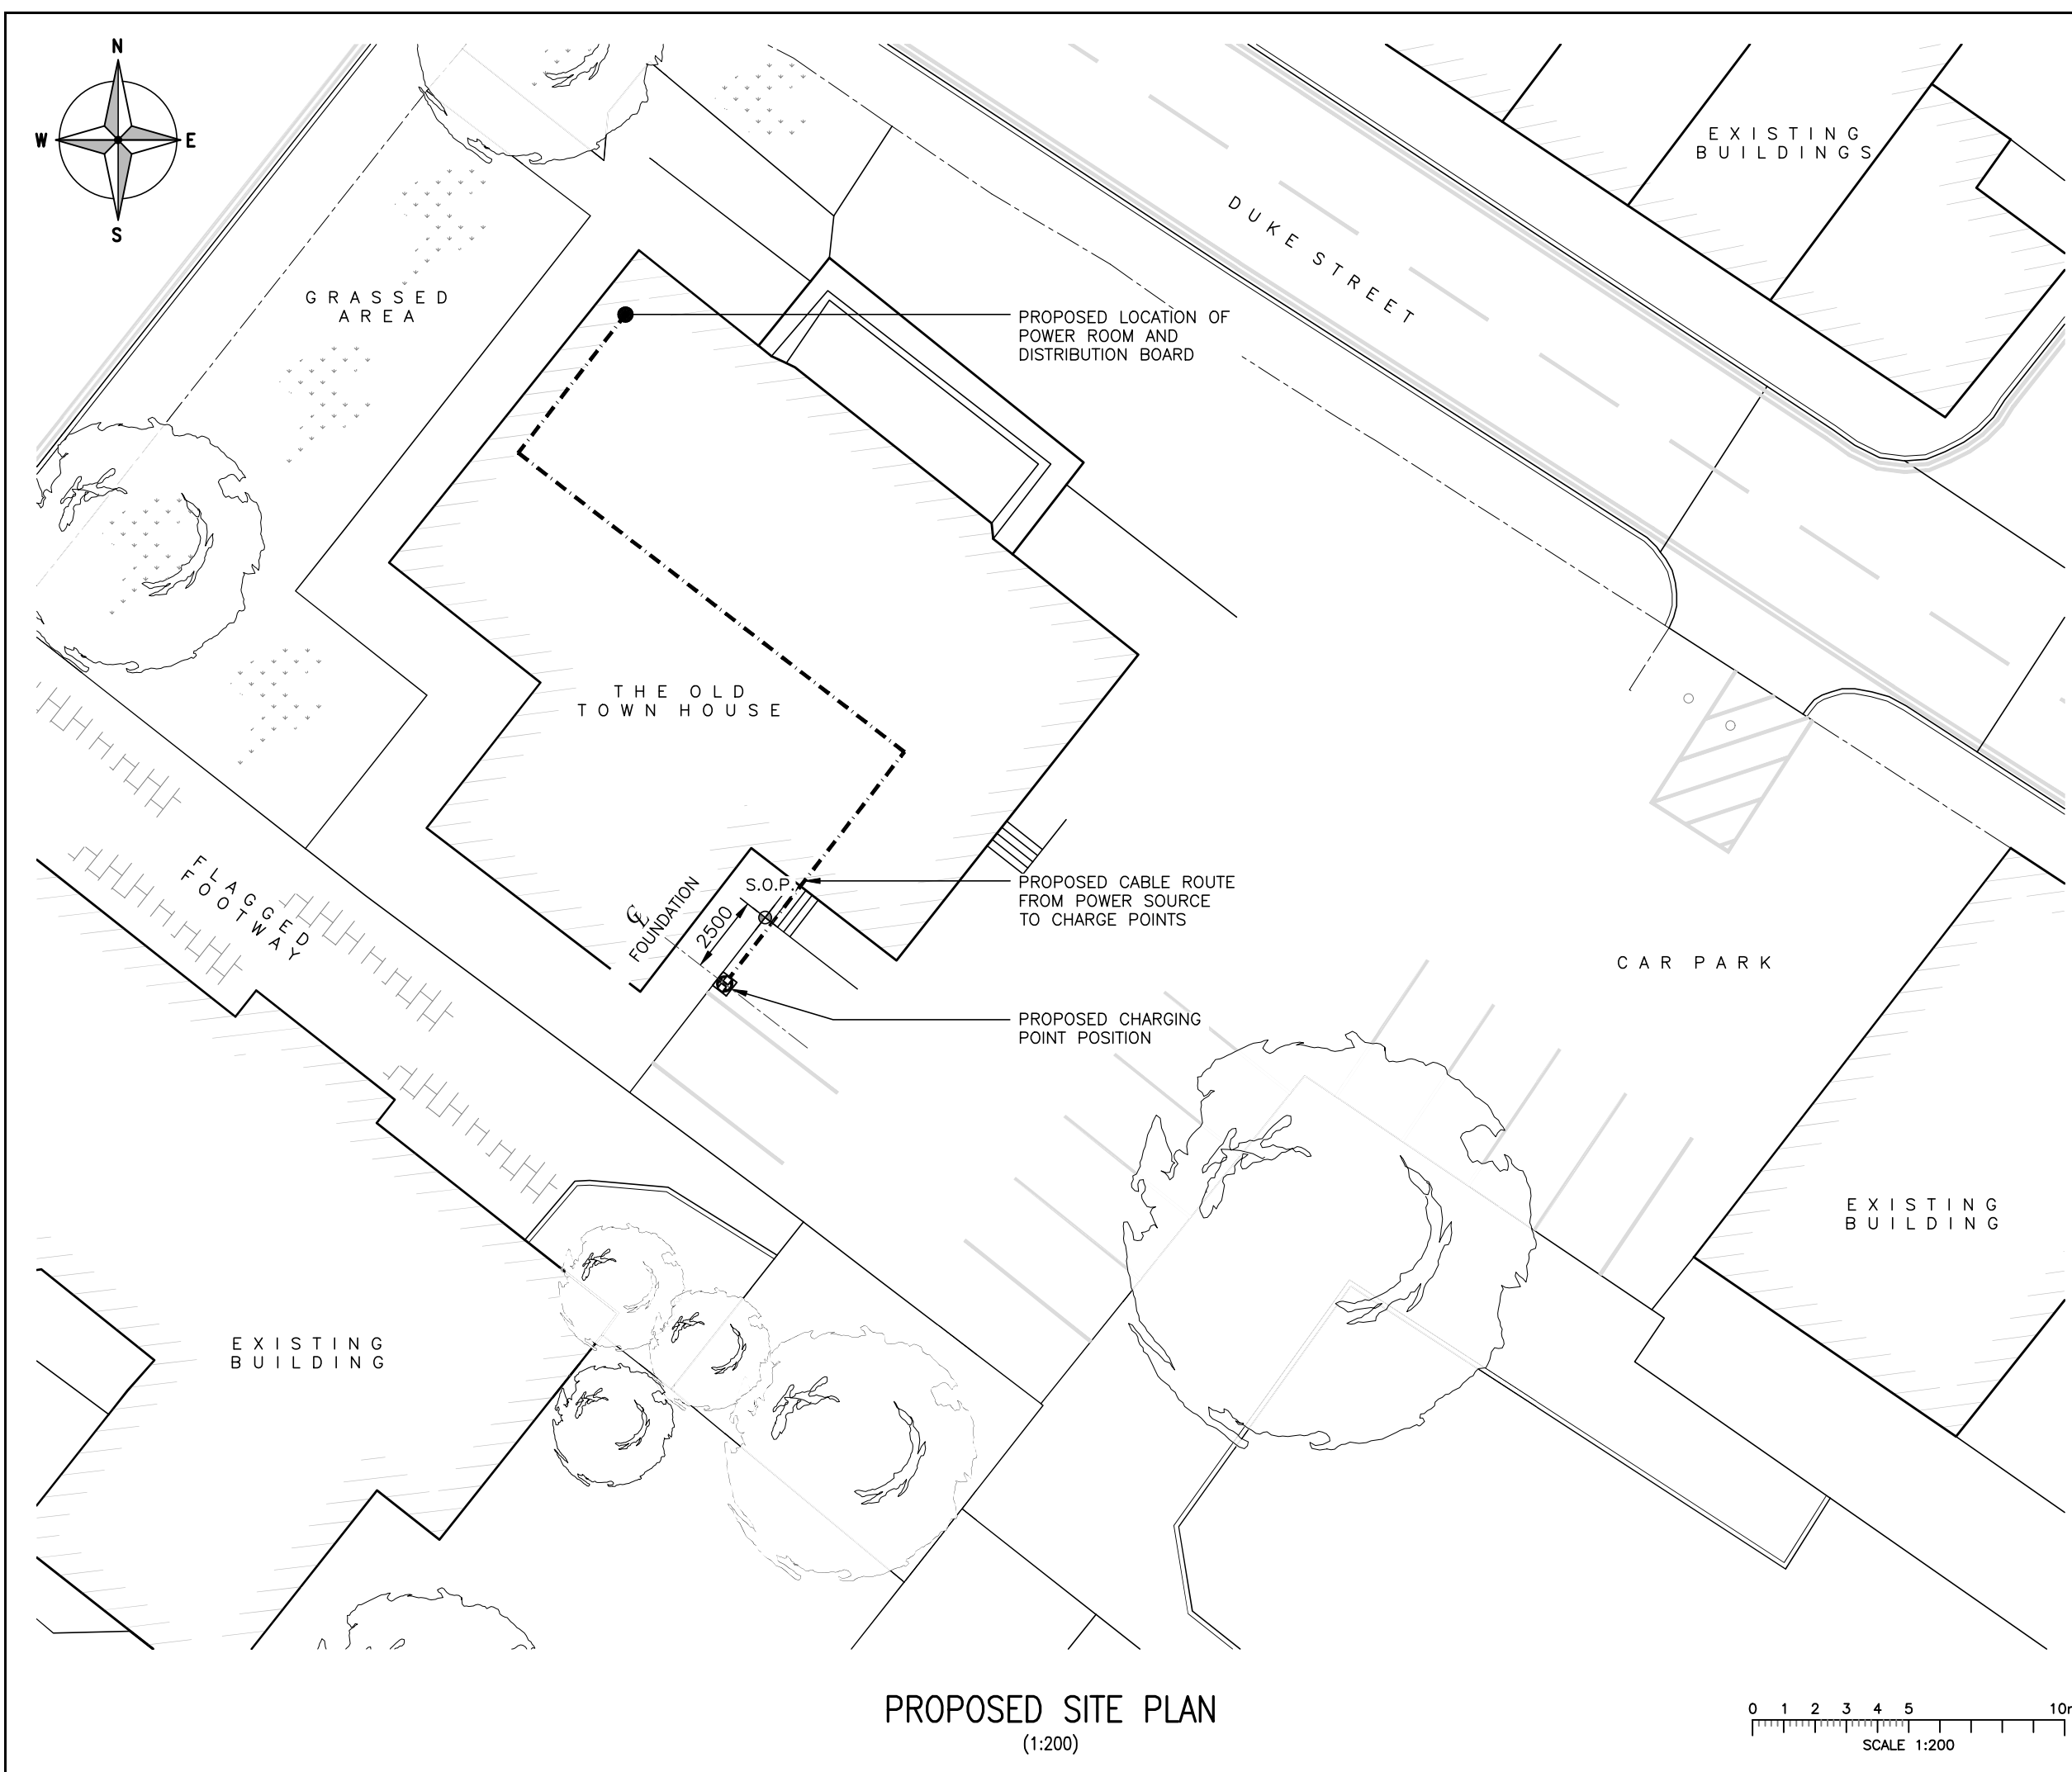 N
W E
S
EXISTING
BUILDINGS
DUKE STREET
GRASSED
AREA
PROPOSED LOCATION OF
POWER ROOM AND
DISTRIBUTION BOARD
THE OLD
TOWN HOUSE
FLAGGED
FOOTWAY
S.O.P.
CL
FOUNDATION
2500
PROPOSED CABLE ROUTE
FROM POWER SOURCE
TO CHARGE POINTS
CAR PARK
PROPOSED CHARGING
POINT POSITION
EXISTING
BUILDING
EXISTING
BUILDING
PROPOSED SITE PLAN
(1:200)
0 1 2 3 4 5 10m
SCALE 1:200